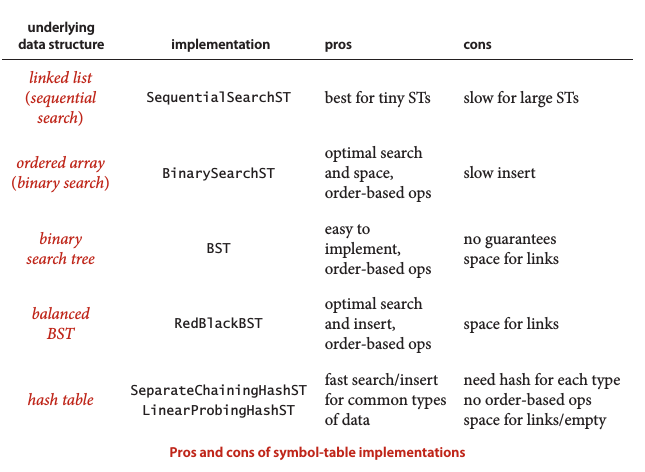 underlying
data structure
implementation
pros
cons
linked list
(sequential
search)
SequentialSearchST
best for tiny STs
slow for large STs
ordered array
(binary search)
BinarySearchST
optimal search
and space,
order-based ops
slow insert
binary
search tree
BST
easy to
implement,
order-based ops
no guarantees
space for links
balanced
BST
RedBlackBST
optimal search
and insert,
order-based ops
space for links
hash table
SeparateChainingHashST
LinearProbingHashST
fast search/insert
for common types
of data
need hash for each type
no order-based ops
space for links/empty
Pros and cons of symbol-table implementations